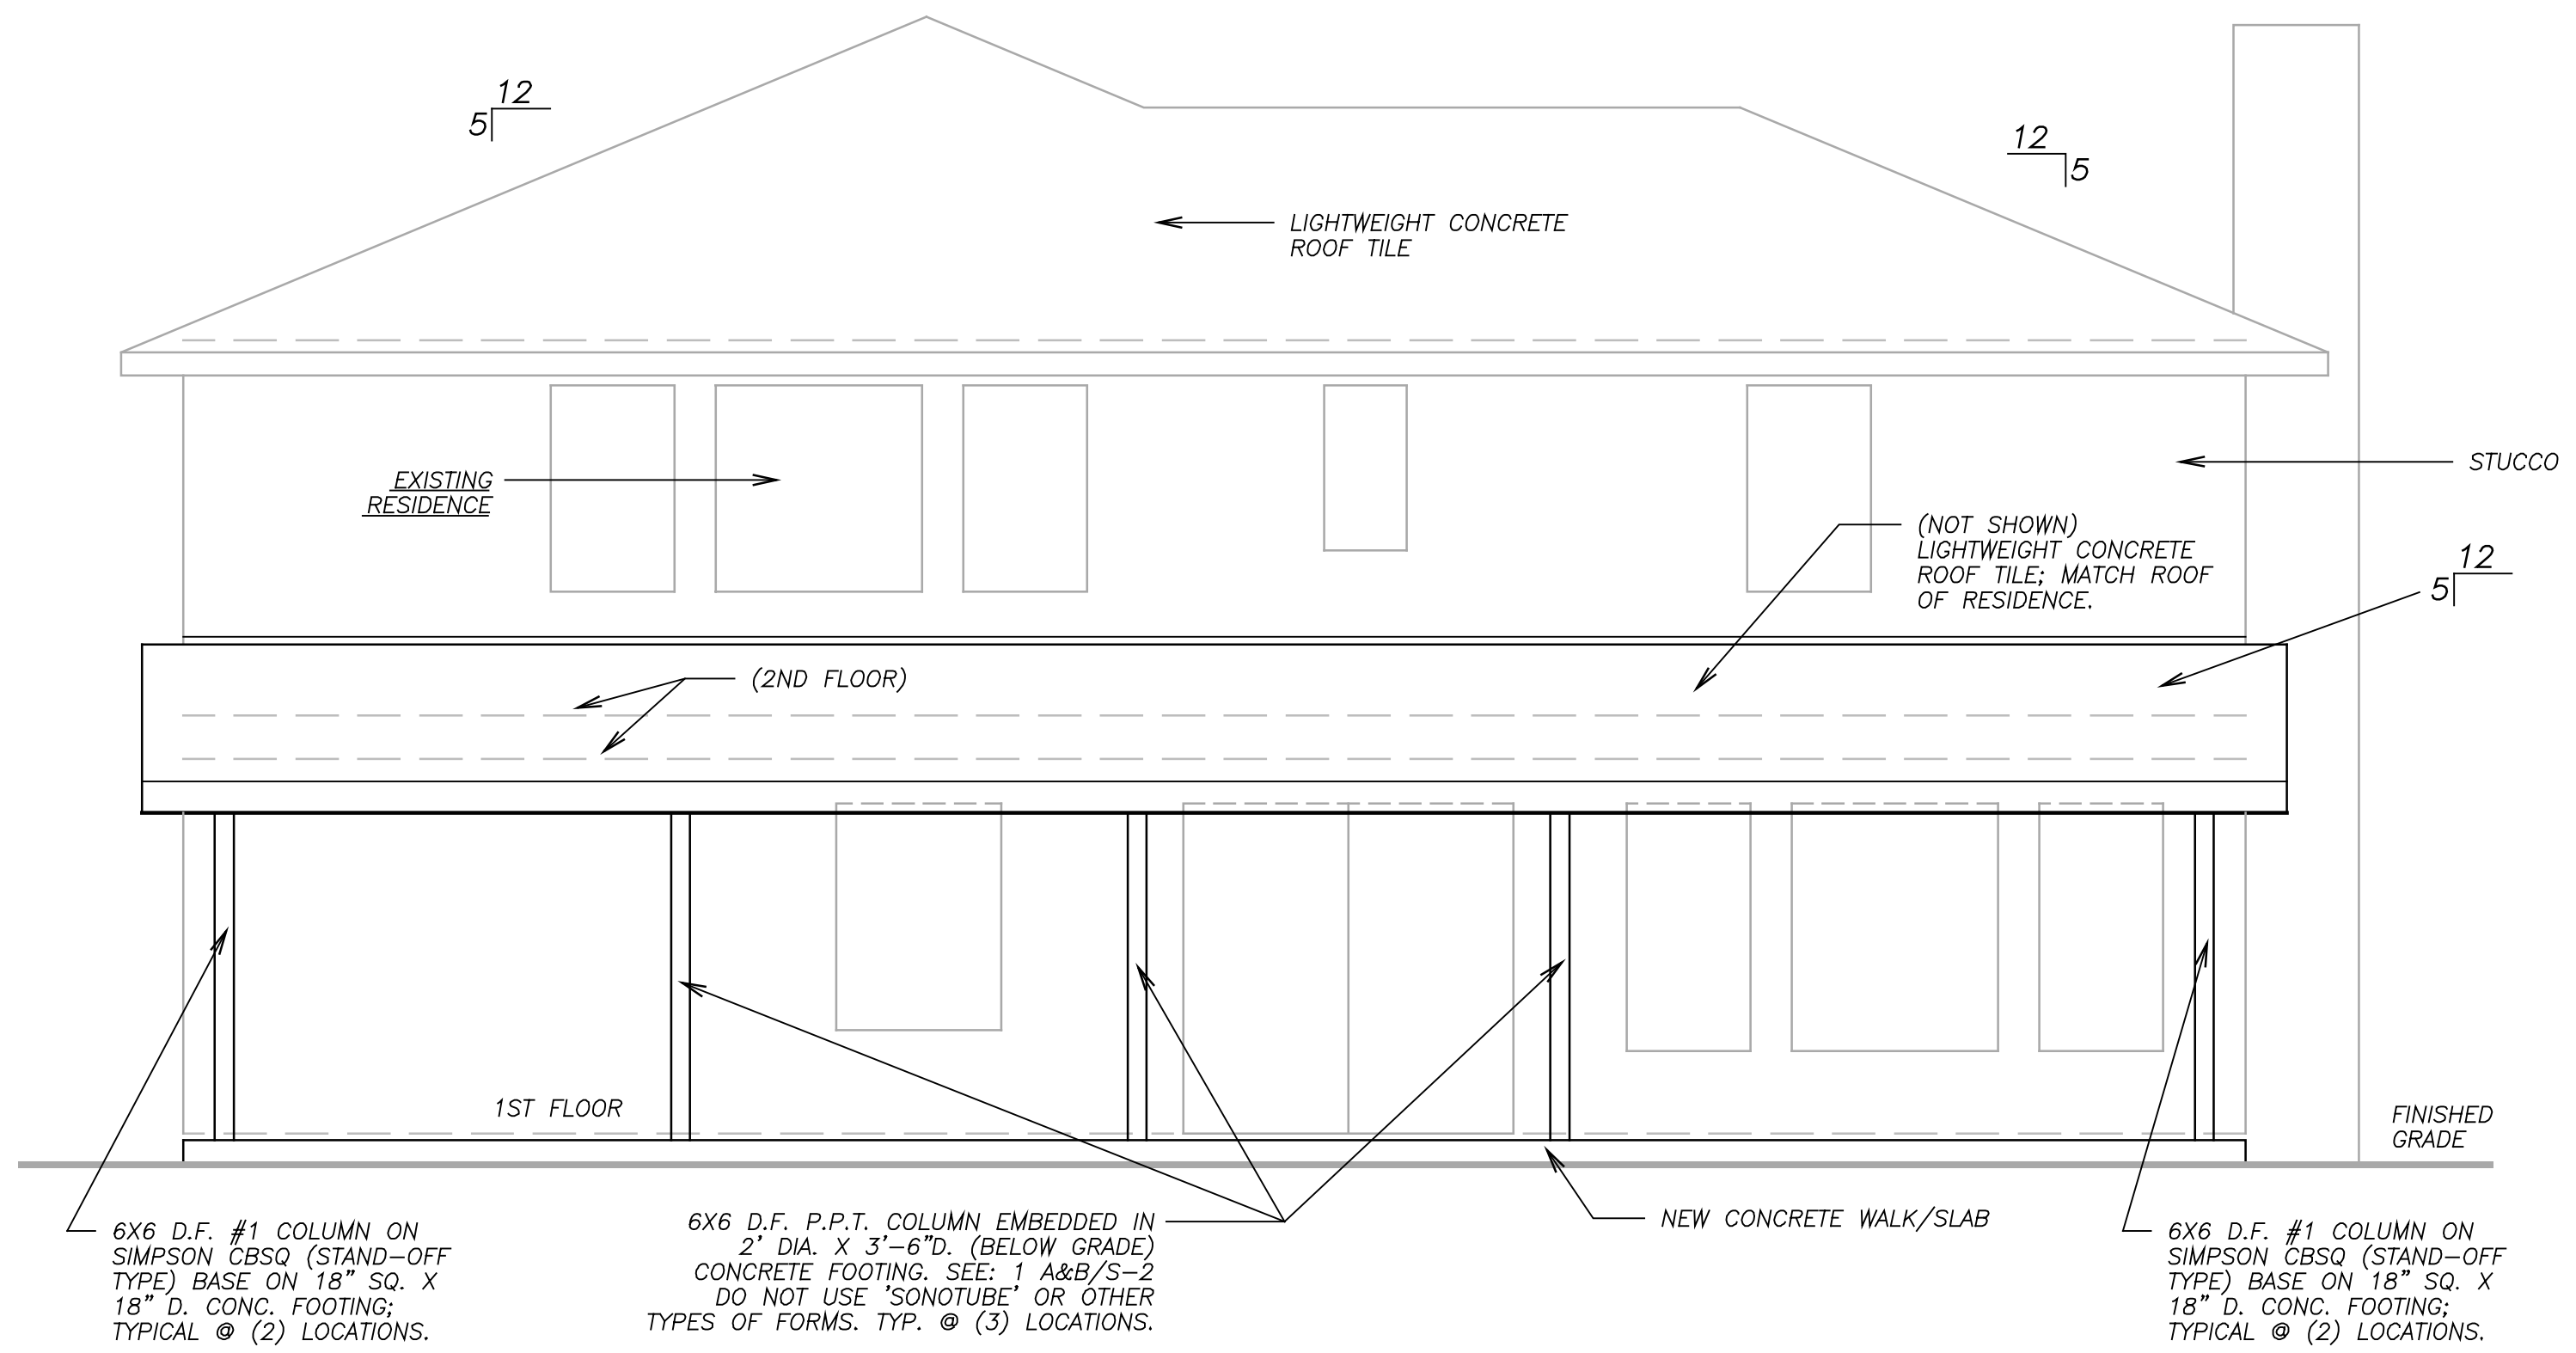 12
5
12
5
LIGHTWEIGHT CONCRETE
ROOF TILE
EXISTING
RESIDENCE
STUCCO
(NOT SHOWN)
LIGHTWEIGHT CONCRETE
ROOF TILE; MATCH ROOF
OF RESIDENCE.
12
5
(2ND FLOOR)
1ST FLOOR
FINISHED
GRADE
6X6 D.F. #1 COLUMN ON
SIMPSON CBSQ (STAND-OFF
TYPE) BASE ON 18" SQ. X
18" D. CONC. FOOTING;
TYPICAL @ (2) LOCATIONS.
6X6 D.F. P.P.T. COLUMN EMBEDDED IN
2' DIA. X 3'-6"D. (BELOW GRADE)
CONCRETE FOOTING. SEE: 1 A&B/S-2
DO NOT USE 'SONOTUBE' OR OTHER
TYPES OF FORMS. TYP. @ (3) LOCATIONS.
NEW CONCRETE WALK/SLAB
6X6 D.F. #1 COLUMN ON
SIMPSON CBSQ (STAND-OFF
TYPE) BASE ON 18" SQ. X
18" D. CONC. FOOTING;
TYPICAL @ (2) LOCATIONS.